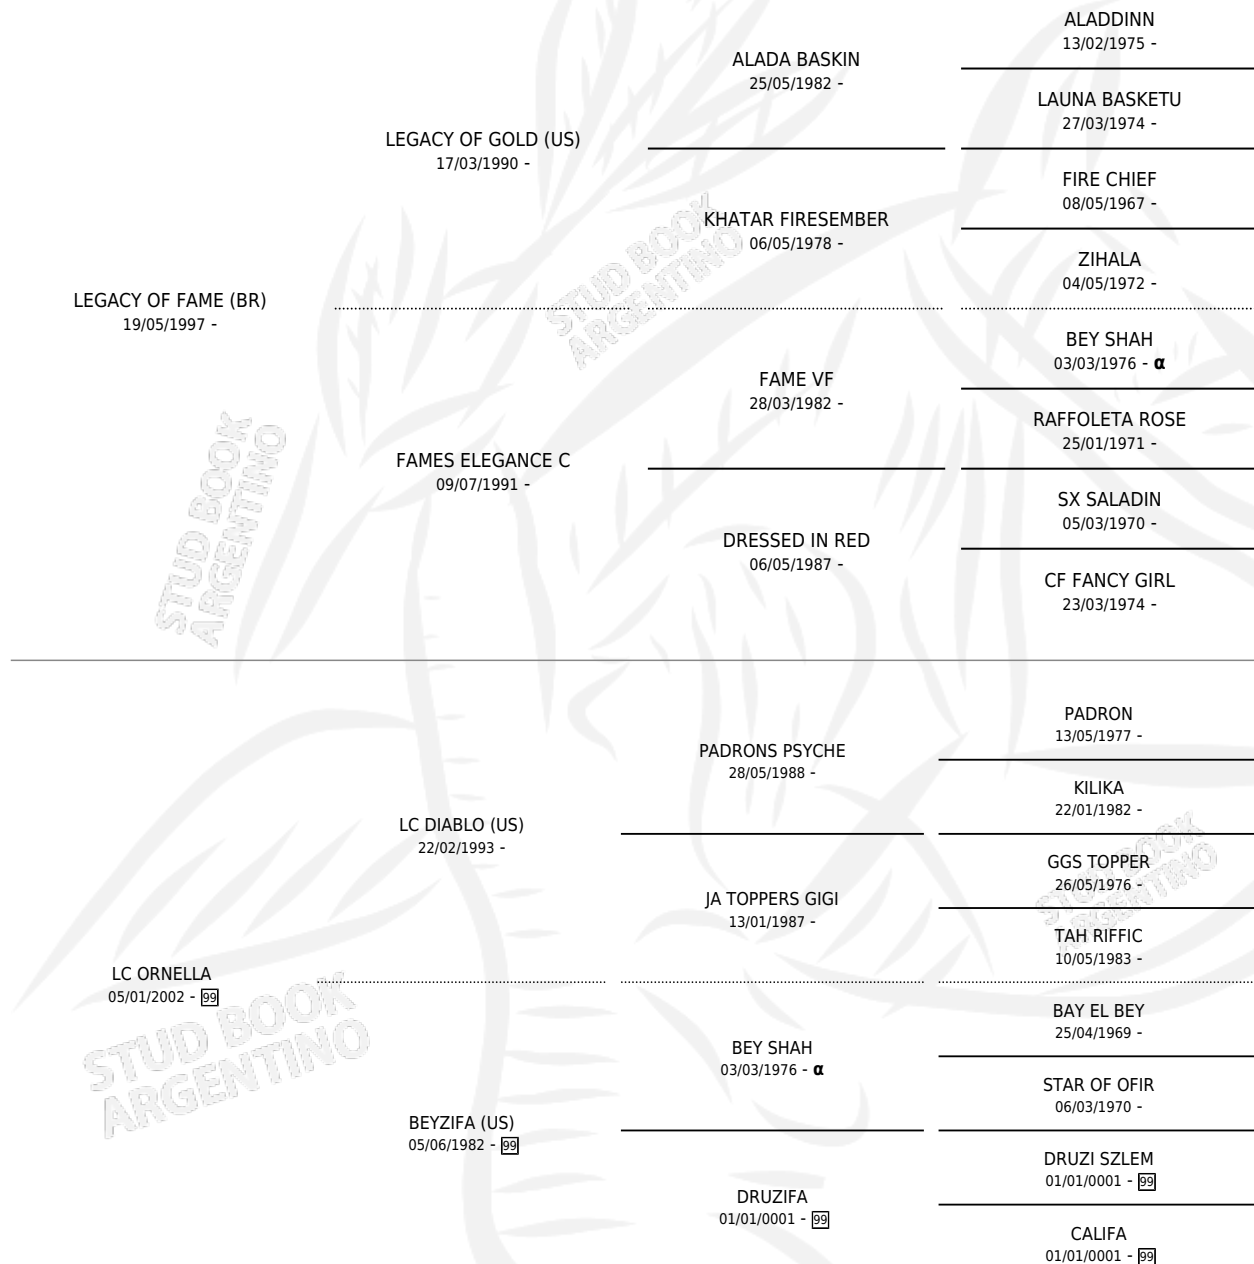 ALADDINN
13/02/1975 -
ALADA BASKIN
25/05/1982 -
LAUNA BASKETU
27/03/1974 -
LEGACY OF GOLD (US)
17/03/1990 -
FIRE CHIEF
08/05/1967 -
KHATAR FIRESEMBER
06/05/1978 -
ZIHALA
04/05/1972 -
LEGACY OF FAME (BR)
19/05/1997 -
BEY SHAH
03/03/1976 - α
FAME VF
28/03/1982 -
RAFFOLETA ROSE
25/01/1971 -
FAMES ELEGANCE C
09/07/1991 -
SX SALADIN
05/03/1970 -
DRESSED IN RED
06/05/1987 -
CF FANCY GIRL
23/03/1974 -
PADRON
13/05/1977 -
PADRONS PSYCHE
28/05/1988 -
KILIKA
22/01/1982 -
LC DIABLO (US)
22/02/1993 -
GGS TOPPER
26/05/1976 -
JA TOPPERS GIGI
13/01/1987 -
TAH RIFFIC
10/05/1983 -
LC ORNELLA
05/01/2002 - 99
BAY EL BEY
25/04/1969 -
BEY SHAH
03/03/1976 - α
STAR OF OFIR
06/03/1970 -
BEYZIFA (US)
05/06/1982 - 99
DRUZI SZLEM
01/01/0001 - 99
DRUZIFA
01/01/0001 - 99
CALIFA
01/01/0001 - 99
STUD BOOK
ARGENTINO
STUD BOOK
ARGENTINO
STUD BOOK
ARGENTINO
STUD BOOK
ARGENTINO